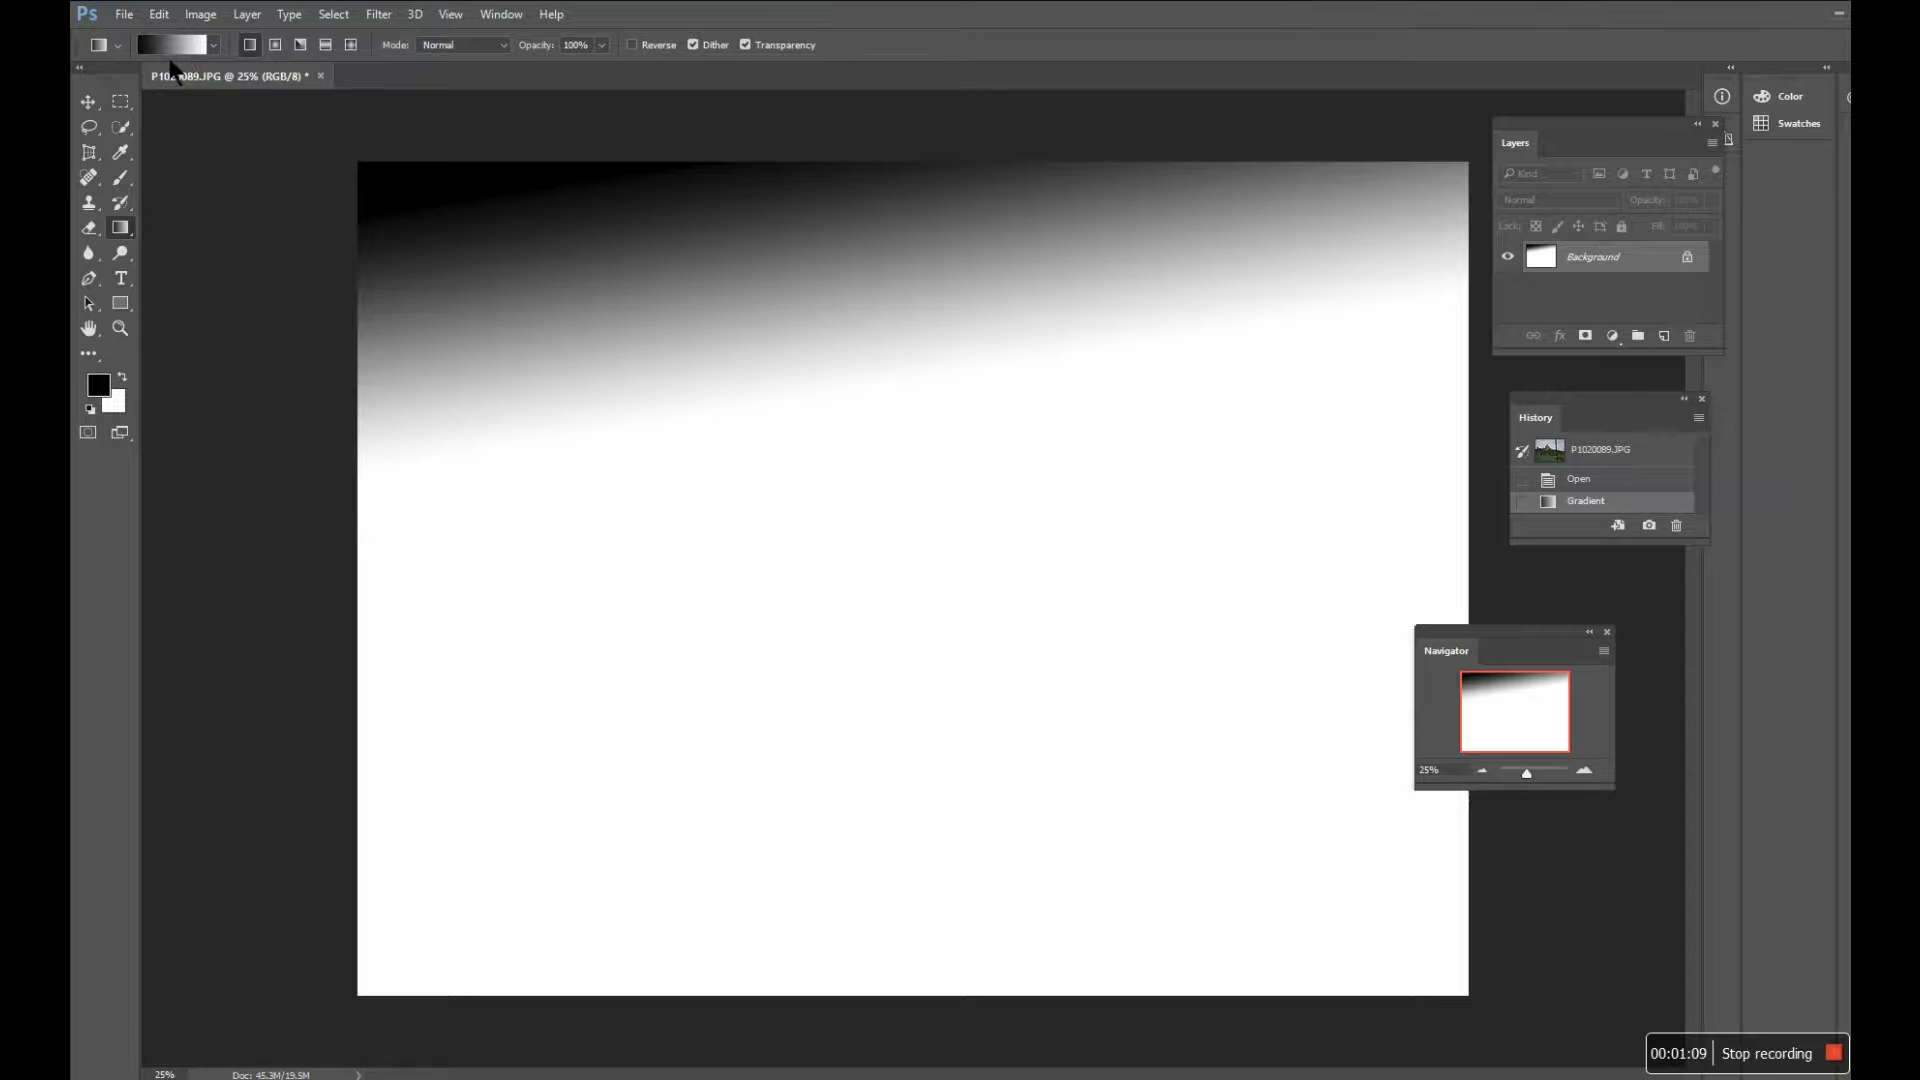 Ps File Edit Image Layer Type Select Filter 3D View Window Help
Mode: Normal Opacity: 100% Reverse Dither Transparency
P1020089.JPG @ 25% (RGB/8) * ×
Color
Swatches
Layers
Kind
Normal Opacity: 100%
Lock: Fill: 100%
Background
fx
History
P1020089.JPG
Open
Gradient
Navigator
25%
00:01:09 Stop recording
25% Doc: 45.3M/19.5M